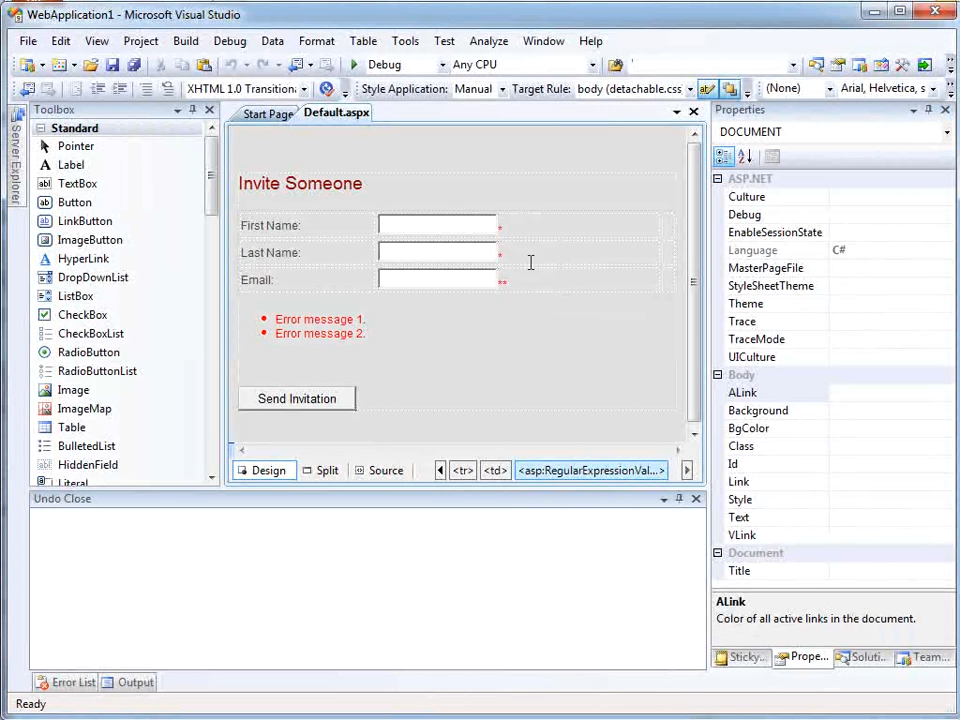 WebApplication1 - Microsoft Visual Studio
File Edit View Project Build Debug Data Format Table Tools Test Analyze Window Help
Debug Any CPU '
XHTML 1.0 Transition Style Application: Manual Target Rule: body (detachable.css (None) Arial, Helvetica, s
Server Explorer
Toolbox
Standard
Pointer
Label
TextBox
Button
LinkButton
ImageButton
HyperLink
DropDownList
ListBox
CheckBox
CheckBoxList
RadioButton
RadioButtonList
Image
ImageMap
Table
BulletedList
HiddenField
Literal
Start Page Default.aspx
Invite Someone
First Name: *
Last Name: *
Email: **
Error message 1.
Error message 2.
Send Invitation
Design Split Source <tr> <td> <asp:RegularExpressionVal...>
Properties
DOCUMENT
ASP.NET
Culture
Debug
EnableSessionState
Language C#
MasterPageFile
StyleSheetTheme
Theme
Trace
TraceMode
UICulture
Body
ALink
Background
BgColor
Class
Id
Link
Style
Text
VLink
Document
Title
ALink
Color of all active links in the document.
Sticky... Prope... Soluti... Team...
Undo Close
Error List Output
Ready